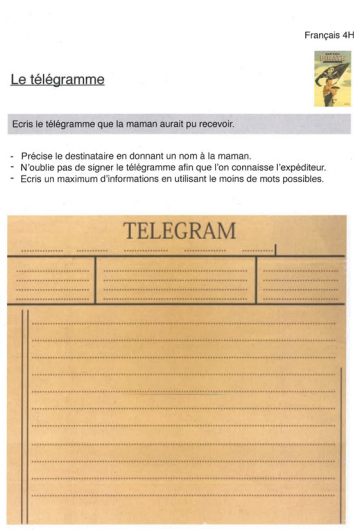 Français 4H
Le télégramme
Ecris le télégramme que la maman aurait pu recevoir.
- Précise le destinataire en donnant un nom à la maman.
- N'oublie pas de signer le télégramme afin que l'on connaisse l'expéditeur.
- Ecris un maximum d'informations en utilisant le moins de mots possibles.
TELEGRAM